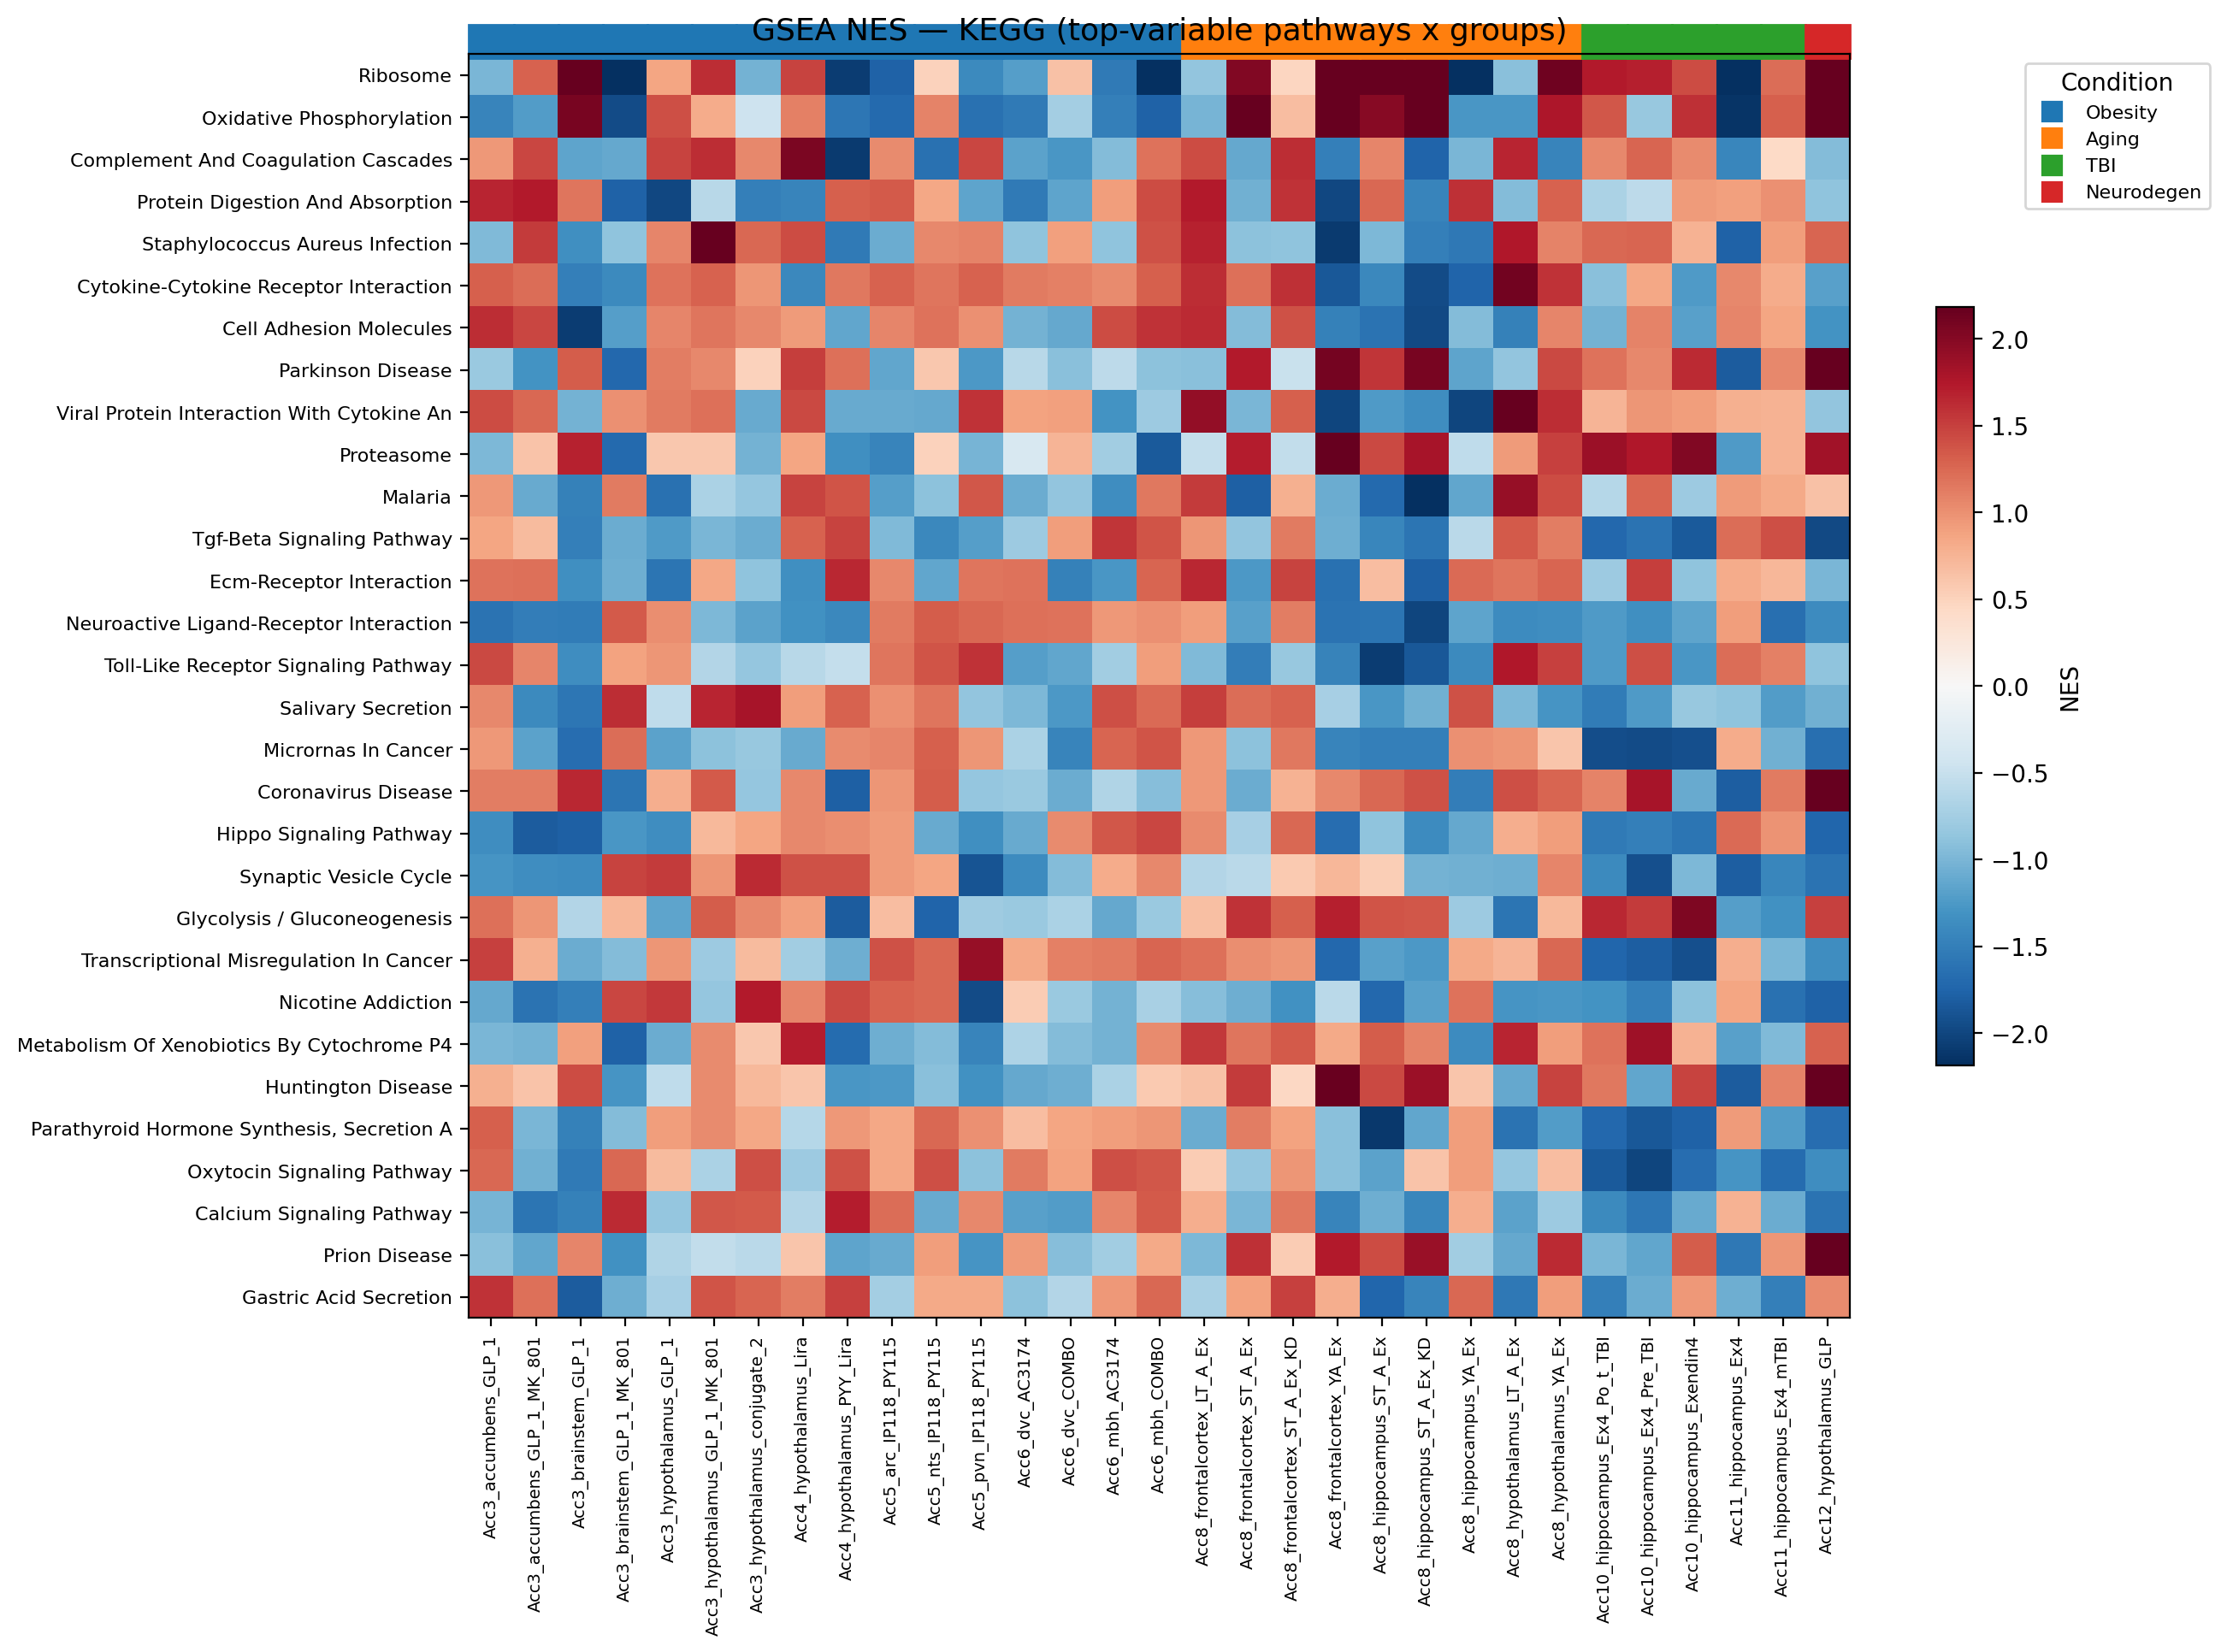 GSEA NES — KEGG (top-variable pathways x groups)
Condition
Obesity
Aging
TBI
Neurodegen
Ribosome
Oxidative Phosphorylation
Complement And Coagulation Cascades
Protein Digestion And Absorption
Staphylococcus Aureus Infection
Cytokine-Cytokine Receptor Interaction
Cell Adhesion Molecules
Parkinson Disease
Viral Protein Interaction With Cytokine An
Proteasome
Malaria
Tgf-Beta Signaling Pathway
Ecm-Receptor Interaction
Neuroactive Ligand-Receptor Interaction
Toll-Like Receptor Signaling Pathway
Salivary Secretion
Micrornas In Cancer
Coronavirus Disease
Hippo Signaling Pathway
Synaptic Vesicle Cycle
Glycolysis / Gluconeogenesis
Transcriptional Misregulation In Cancer
Nicotine Addiction
Metabolism Of Xenobiotics By Cytochrome P4
Huntington Disease
Parathyroid Hormone Synthesis, Secretion A
Oxytocin Signaling Pathway
Calcium Signaling Pathway
Prion Disease
Gastric Acid Secretion
2.0
1.5
1.0
0.5
0.0
−0.5
−1.0
−1.5
−2.0
NES
Acc3_accumbens_GLP_1
Acc3_accumbens_GLP_1_MK_801
Acc3_brainstem_GLP_1
Acc3_brainstem_GLP_1_MK_801
Acc3_hypothalamus_GLP_1
Acc3_hypothalamus_GLP_1_MK_801
Acc3_hypothalamus_conjugate_2
Acc4_hypothalamus_Lira
Acc4_hypothalamus_PYY_Lira
Acc5_arc_IP118_PY115
Acc5_nts_IP118_PY115
Acc5_pvn_IP118_PY115
Acc6_dvc_AC3174
Acc6_dvc_COMBO
Acc6_mbh_AC3174
Acc6_mbh_COMBO
Acc8_frontalcortex_LT_A_Ex
Acc8_frontalcortex_ST_A_Ex
Acc8_frontalcortex_ST_A_Ex_KD
Acc8_frontalcortex_YA_Ex
Acc8_hippocampus_ST_A_Ex
Acc8_hippocampus_ST_A_Ex_KD
Acc8_hippocampus_YA_Ex
Acc8_hypothalamus_LT_A_Ex
Acc8_hypothalamus_YA_Ex
Acc10_hippocampus_Ex4_Po_t_TBI
Acc10_hippocampus_Ex4_Pre_TBI
Acc10_hippocampus_Exendin4
Acc11_hippocampus_Ex4
Acc11_hippocampus_Ex4_mTBI
Acc12_hypothalamus_GLP